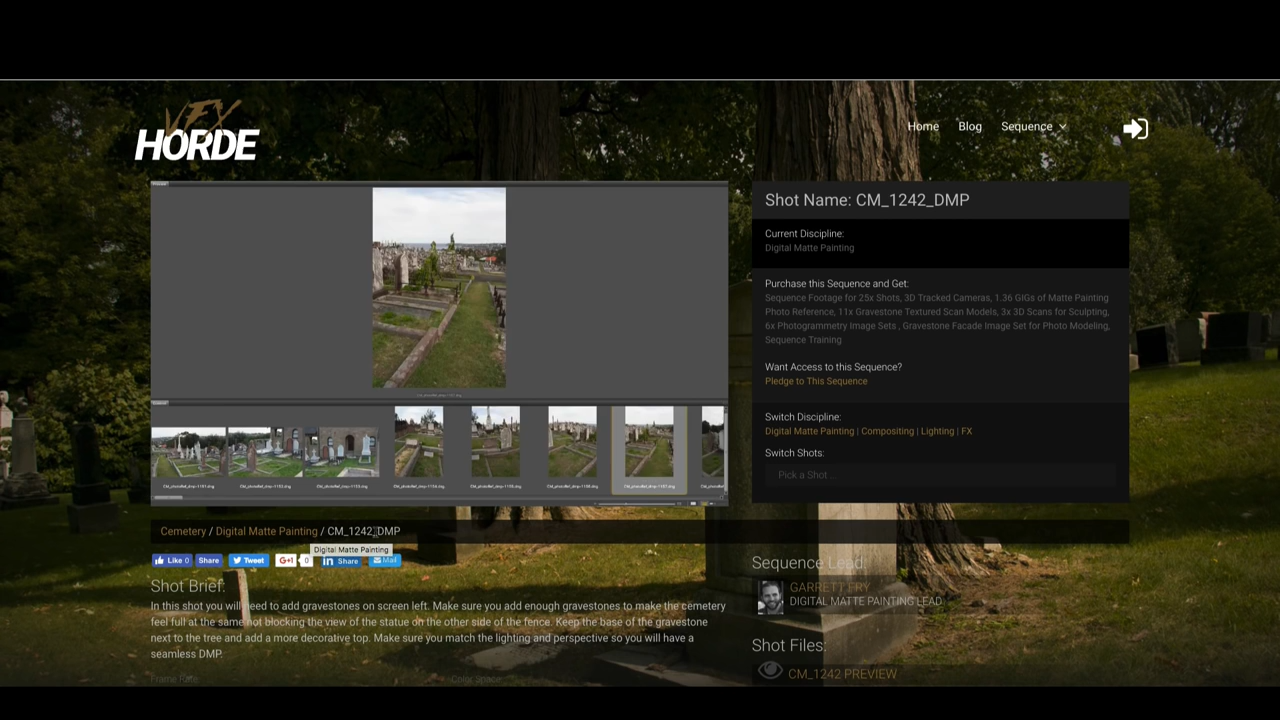 VFX
HORDE
Home
Blog
Sequence
Preview
Shot Name: CM_1242_DMP
Current Discipline:
Digital Matte Painting
Purchase this Sequence and Get:
Sequence Footage for 25x Shots, 3D Tracked Cameras, 1.36 GIGs of Matte Painting
Photo Reference, 11x Gravestone Textured Scan Models, 3x 3D Scans for Sculpting,
6x Photogrammetry Image Sets , Gravestone Facade Image Set for Photo Modeling,
Sequence Training
Want Access to this Sequence?
Pledge to This Sequence
Switch Discipline:
Digital Matte Painting | Compositing | Lighting | FX
Switch Shots:
Pick a Shot ...
Cemetery / Digital Matte Painting / CM_1242_DMP
Digital Matte Painting
Like 0
Share
Tweet
G+1
0
in Share
Mail
Shot Brief:
In this shot you will need to add gravestones on screen left. Make sure you add enough gravestones to make the cemetery
feel full at the same not blocking the view of the statue on the other side of the fence. Keep the base of the gravestone
next to the tree and add a more decorative top. Make sure you match the lighting and perspective so you will have a
seamless DMP.
Frame Rate:
Color Space:
Sequence Lead:
GARRETT FRY
DIGITAL MATTE PAINTING LEAD
Shot Files:
CM_1242 PREVIEW